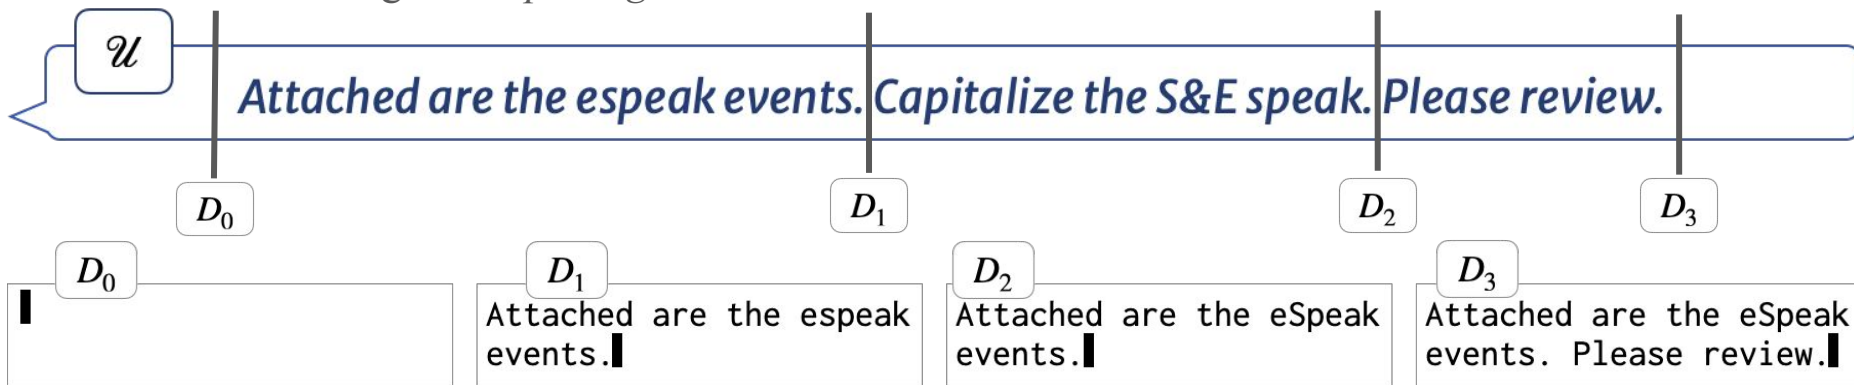 𝒰
Attached are the espeak events. Capitalize the S&E speak. Please review.
D₀ D₁ D₂ D₃
D₀
Attached are the espeak
events.
D₁
Attached are the eSpeak
events.
D₂
Attached are the eSpeak
events. Please review.
D₃